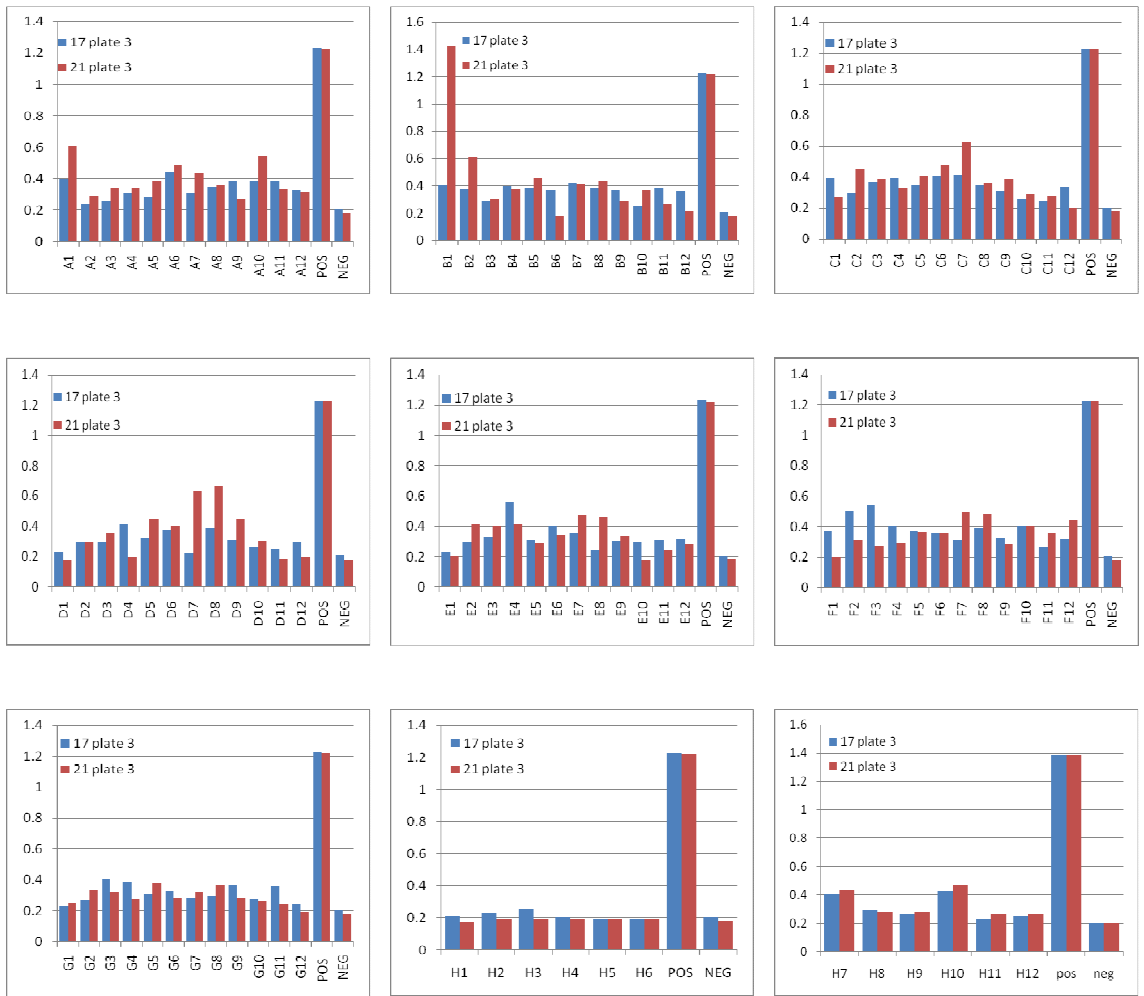 1.4
1.2
1
0.8
0.6
0.4
0.2
0
17 plate 3
21 plate 3
A1 A2 A3 A4 A5 A6 A7 A8 A9 A10 A11 A12 POS NEG
1.6
1.4
1.2
1
0.8
0.6
0.4
0.2
0
17 plate 3
21 plate 3
B1 B2 B3 B4 B5 B6 B7 B8 B9 B10 B11 B12 POS NEG
1.4
1.2
1
0.8
0.6
0.4
0.2
0
17 plate 3
21 plate 3
C1 C2 C3 C4 C5 C6 C7 C8 C9 C10 C11 C12 POS NEG
1.4
1.2
1
0.8
0.6
0.4
0.2
0
17 plate 3
21 plate 3
D1 D2 D3 D4 D5 D6 D7 D8 D9 D10 D11 D12 POS NEG
1.4
1.2
1
0.8
0.6
0.4
0.2
0
17 plate 3
21 plate 3
E1 E2 E3 E4 E5 E6 E7 E8 E9 E10 E11 E12 POS NEG
1.4
1.2
1
0.8
0.6
0.4
0.2
0
17 plate 3
21 plate 3
F1 F2 F3 F4 F5 F6 F7 F8 F9 F10 F11 F12 POS NEG
1.4
1.2
1
0.8
0.6
0.4
0.2
0
17 plate 3
21 plate 3
G1 G2 G3 G4 G5 G6 G7 G8 G9 G10 G11 G12 POS NEG
1.4
1.2
1
0.8
0.6
0.4
0.2
0
17 plate 3
21 plate 3
H1 H2 H3 H4 H5 H6 POS NEG
1.6
1.4
1.2
1
0.8
0.6
0.4
0.2
0
17 plate 3
21 plate 3
H7 H8 H9 H10 H11 H12 pos neg